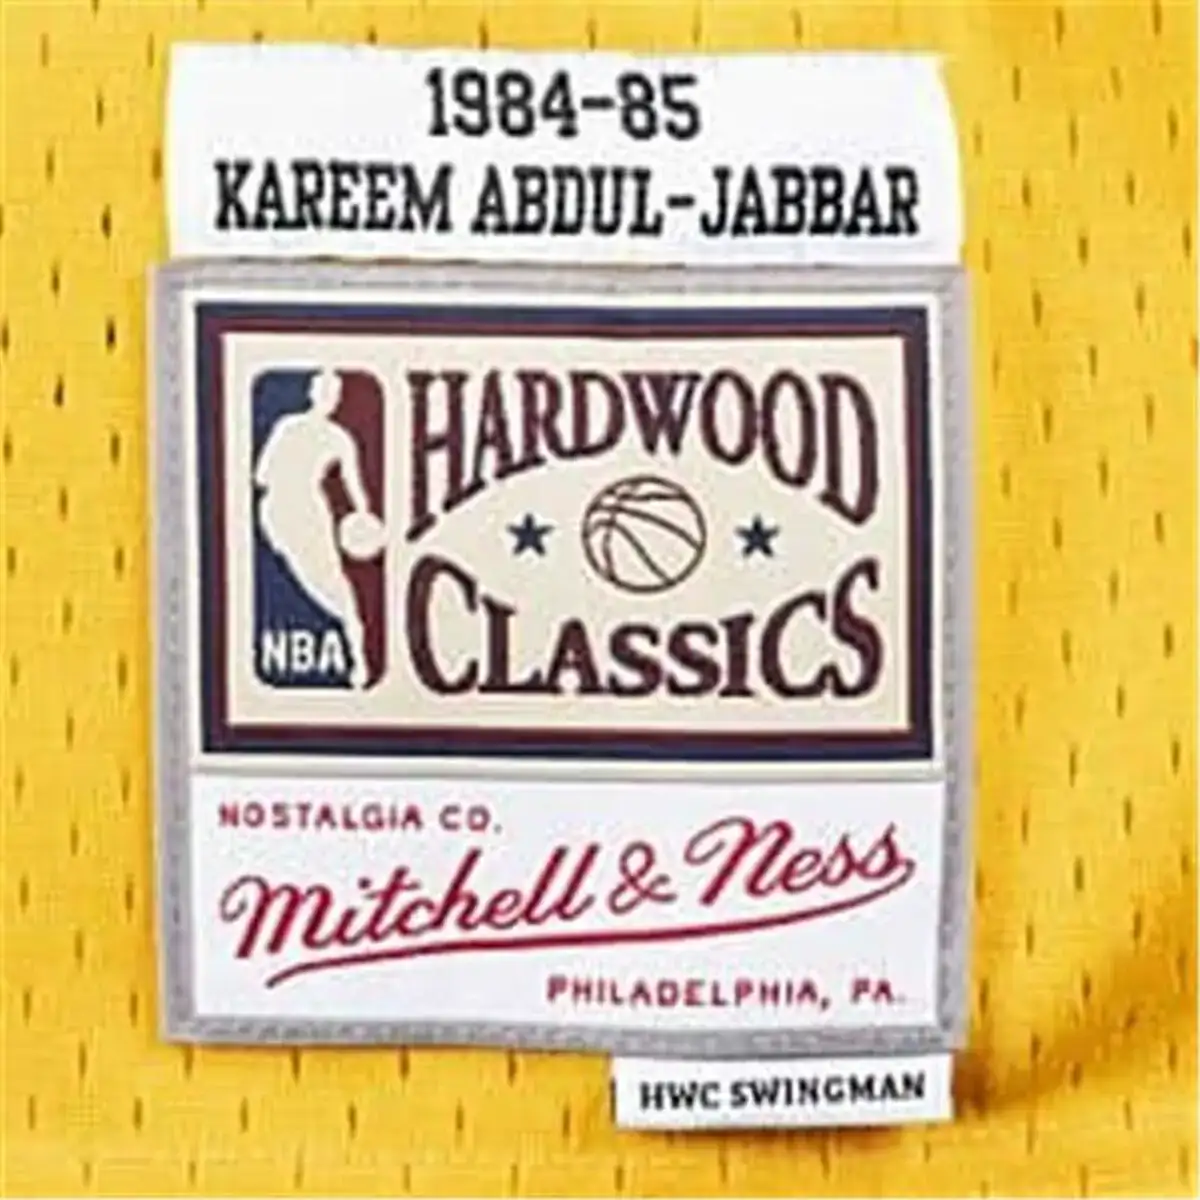 1984-85
KAREEM ABDUL-JABBAR
HARDWOOD
CLASSICS
NBA
NOSTALGIA CO.
Mitchell & Ness
PHILADELPHIA, PA.
HWC SWINGMAN